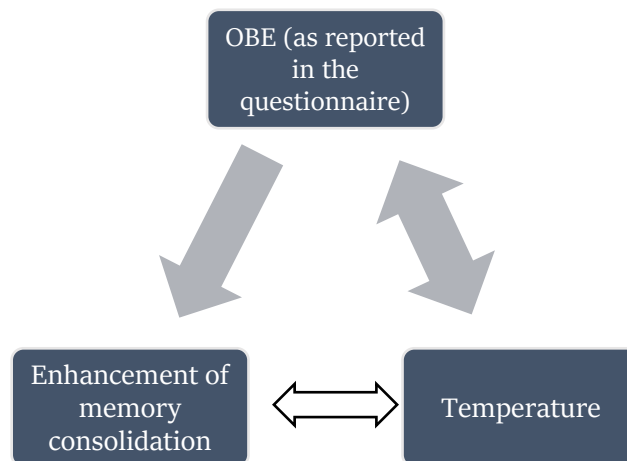 OBE (as reported
in the
questionnaire)
Enhancement of
memory
consolidation
Temperature